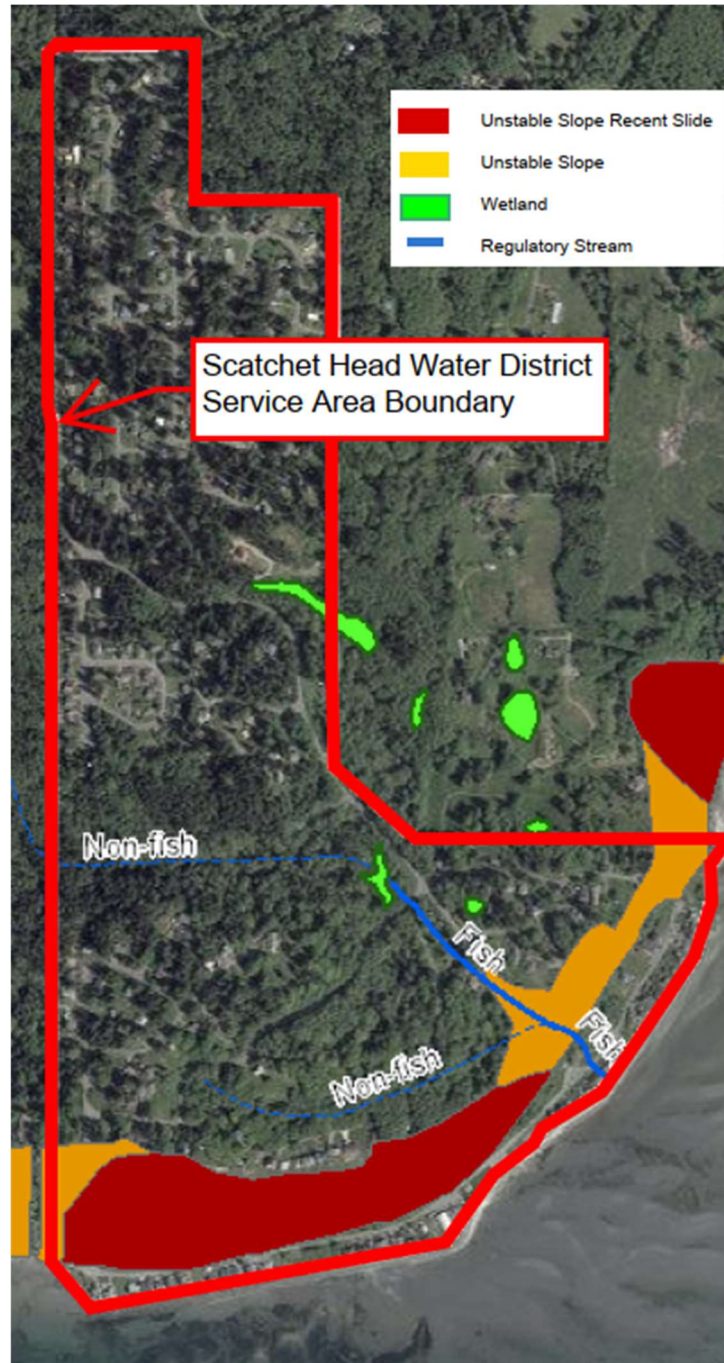 Unstable Slope Recent Slide
Unstable Slope
Wetland
Regulatory Stream
Scatchet Head Water District
Service Area Boundary
Non-fish
Fish
Fish
Non-fish